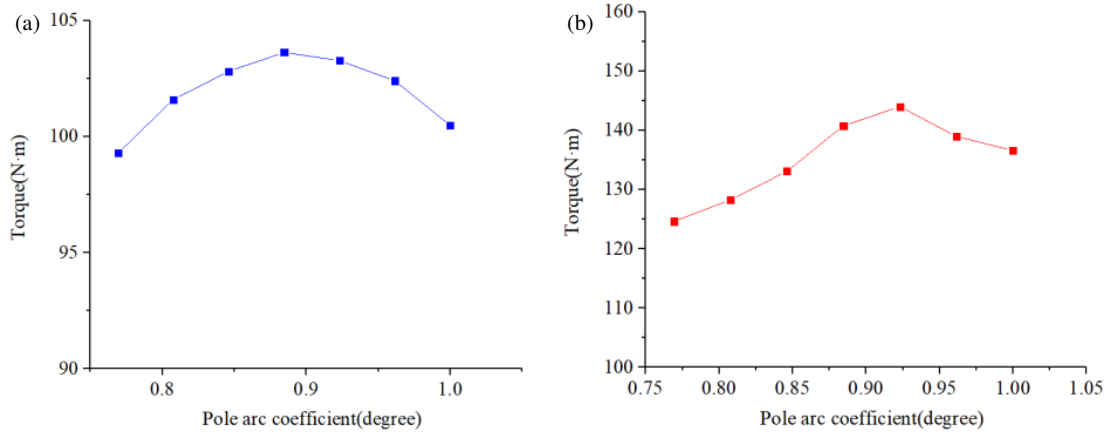 (a)
105
100
95
90
Torque(N·m)
0.8 0.9 1.0
Pole arc coefficient(degree)
(b)
160
150
140
130
120
110
100
Torque(N·m)
0.75 0.80 0.85 0.90 0.95 1.00 1.05
Pole arc coefficient(degree)